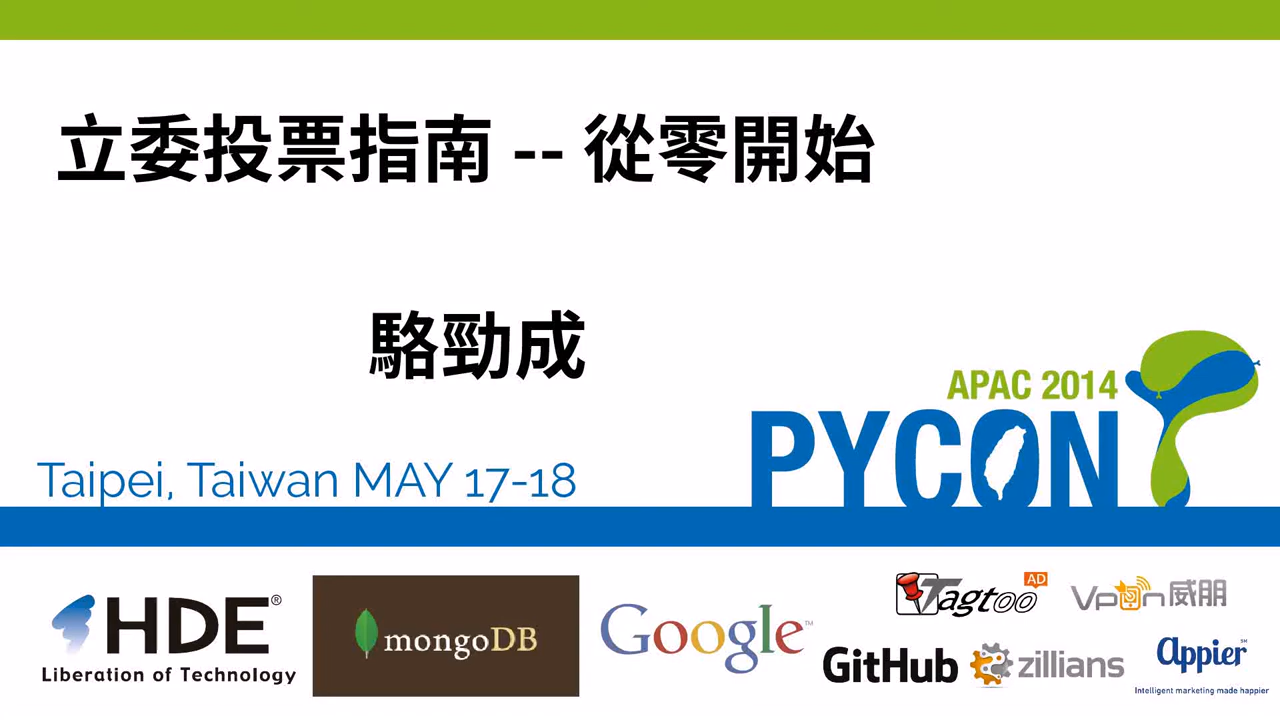 立委投票指南 -- 從零開始
駱勁成
APAC 2014
PYCON
Taipei, Taiwan MAY 17-18
HDE®
Liberation of Technology
mongoDB
Google™
Tagtoo AD
Vpon威朋
GitHub
zillians
Appier℠
Intelligent marketing made happier